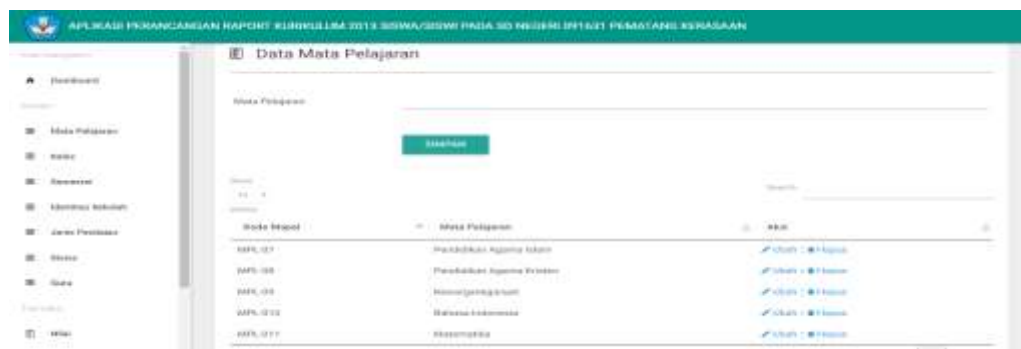 APLIKASI PERANCANGAN RAPORT KURIKULUM 2013 SISWA/SISWI PADA SD NEGERI 091631 PEMATANG KERASAAN
Data Mata Pelajaran
Dashboard
Mata Pelajaran
Mata Pelajaran
SIMPAN
Kelas
Semester
Identitas Sekolah
Jenis Penilaian
Siswa
Guru
Nilai
Search:
Kode Mapel Mata Pelajaran Aksi
MPL-07 Pendidikan Agama Islam Ubah | Hapus
MPL-08 Pendidikan Agama Kristen Ubah | Hapus
MPL-09 Kewarganegaraan Ubah | Hapus
MPL-010 Bahasa Indonesia Ubah | Hapus
MPL-011 Matematika Ubah | Hapus